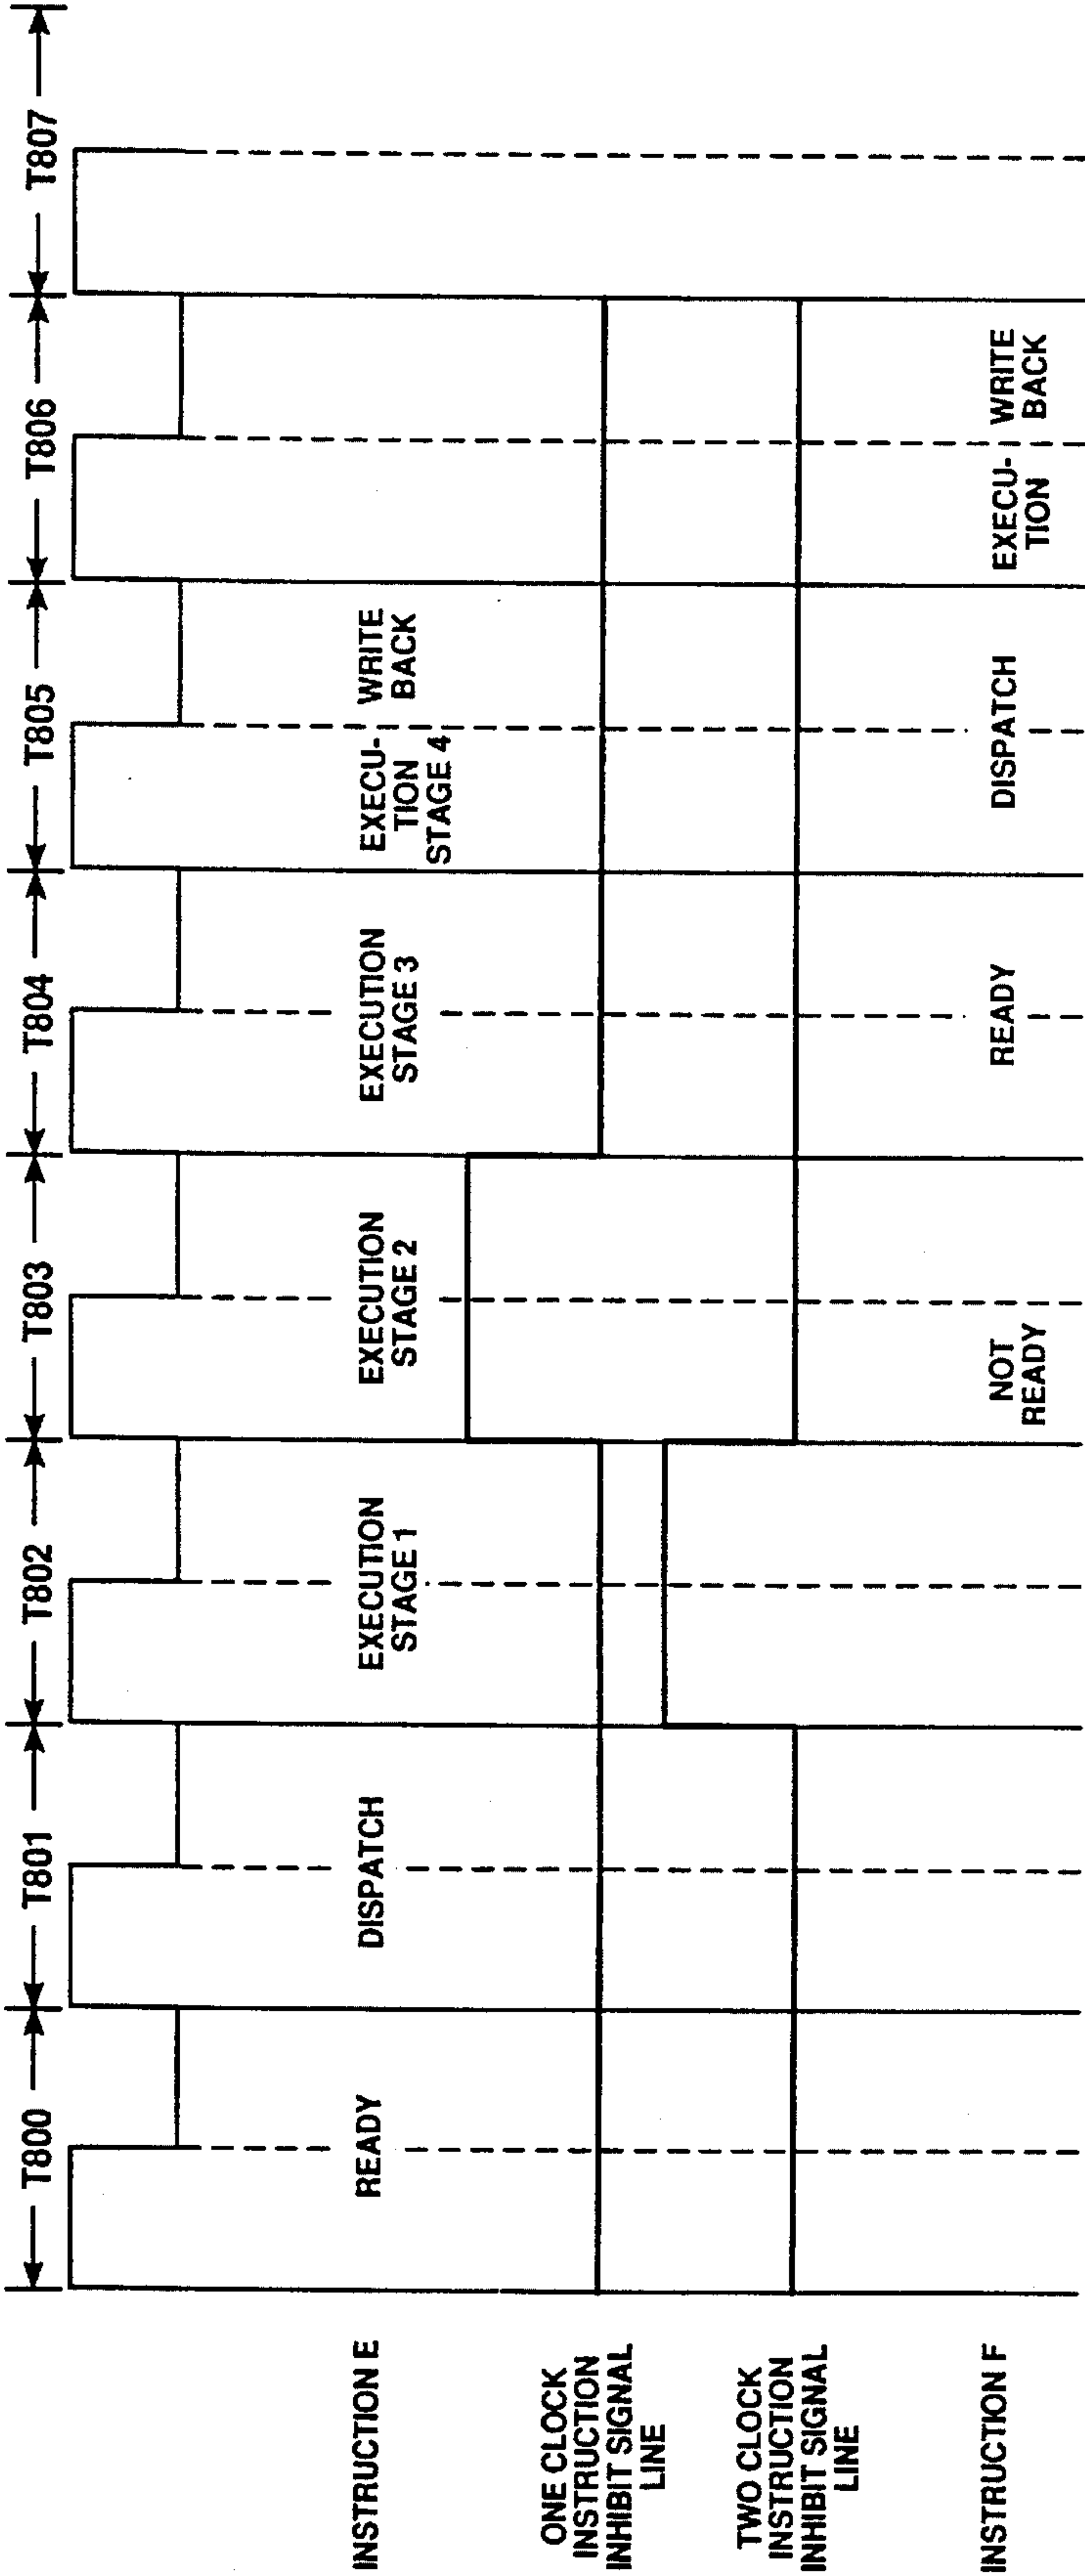 T800
T801
T802
T803
T804
T805
T806
T807
INSTRUCTION E
READY
DISPATCH
EXECUTION
STAGE 1
EXECUTION
STAGE 2
EXECUTION
STAGE 3
EXECU-
TION
STAGE 4
WRITE
BACK
ONE CLOCK
INSTRUCTION
INHIBIT SIGNAL
LINE
TWO CLOCK
INSTRUCTION
INHIBIT SIGNAL
LINE
INSTRUCTION F
NOT
READY
READY
DISPATCH
EXECU-
TION
WRITE
BACK